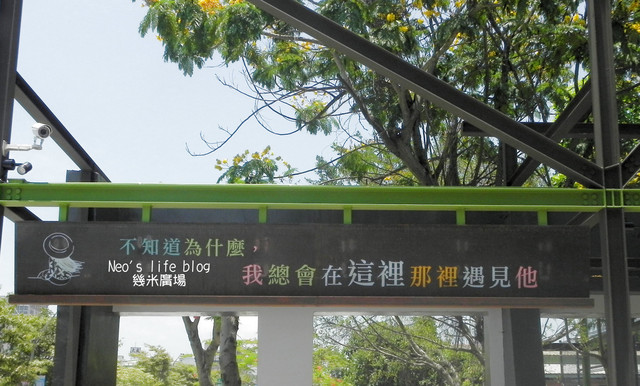 不知道為什麼，
Neo's life blog
幾米廣場
我總會在這裡那裡遇見他